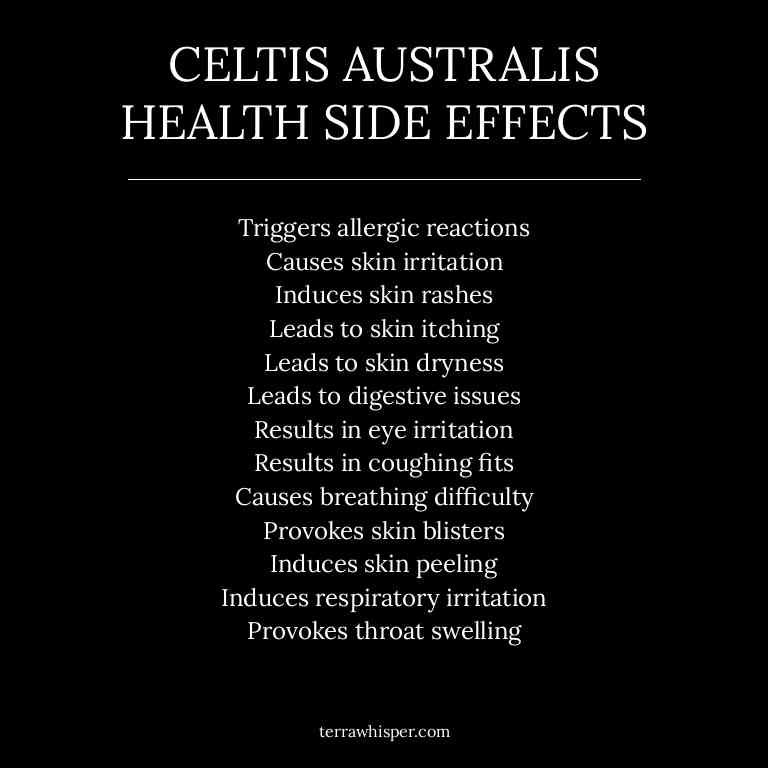 CELTIS AUSTRALIS
HEALTH SIDE EFFECTS
Triggers allergic reactions
Causes skin irritation
Induces skin rashes
Leads to skin itching
Leads to skin dryness
Leads to digestive issues
Results in eye irritation
Results in coughing fits
Causes breathing difficulty
Provokes skin blisters
Induces skin peeling
Induces respiratory irritation
Provokes throat swelling
terrawhisper.com